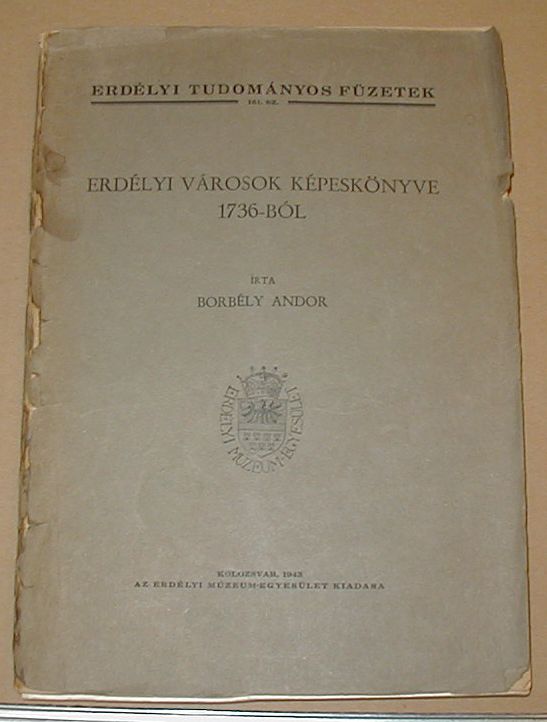 ERDÉLYI TUDOMÁNYOS FÜZETEK
161. SZ.
ERDÉLYI VÁROSOK KÉPESKÖNYVE
1736-BÓL
ÍRTA
BORBÉLY ANDOR
ERDÉLYI MUZEUM-EGYESÜLET
KOLOZSVÁR, 1943
AZ ERDÉLYI MÚZEUM-EGYESÜLET KIADÁSA